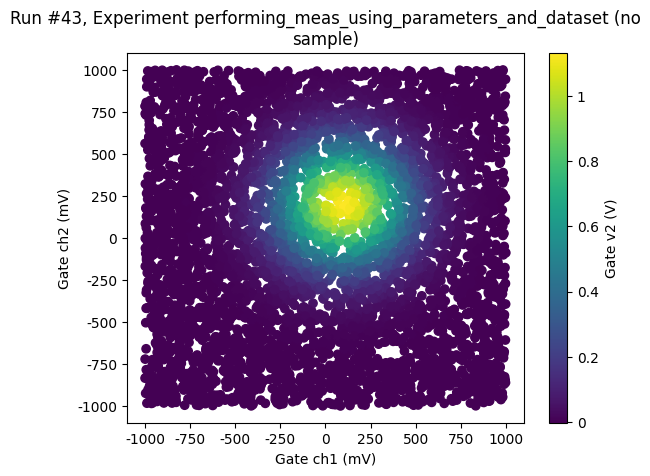 Run #43, Experiment performing_meas_using_parameters_and_dataset (no
sample)
1000
750
500
250
0
-250
-500
-750
-1000
Gate ch2 (mV)
-1000 -750 -500 -250 0 250 500 750 1000
Gate ch1 (mV)
1
0.8
0.6
0.4
0.2
0
Gate v2 (V)